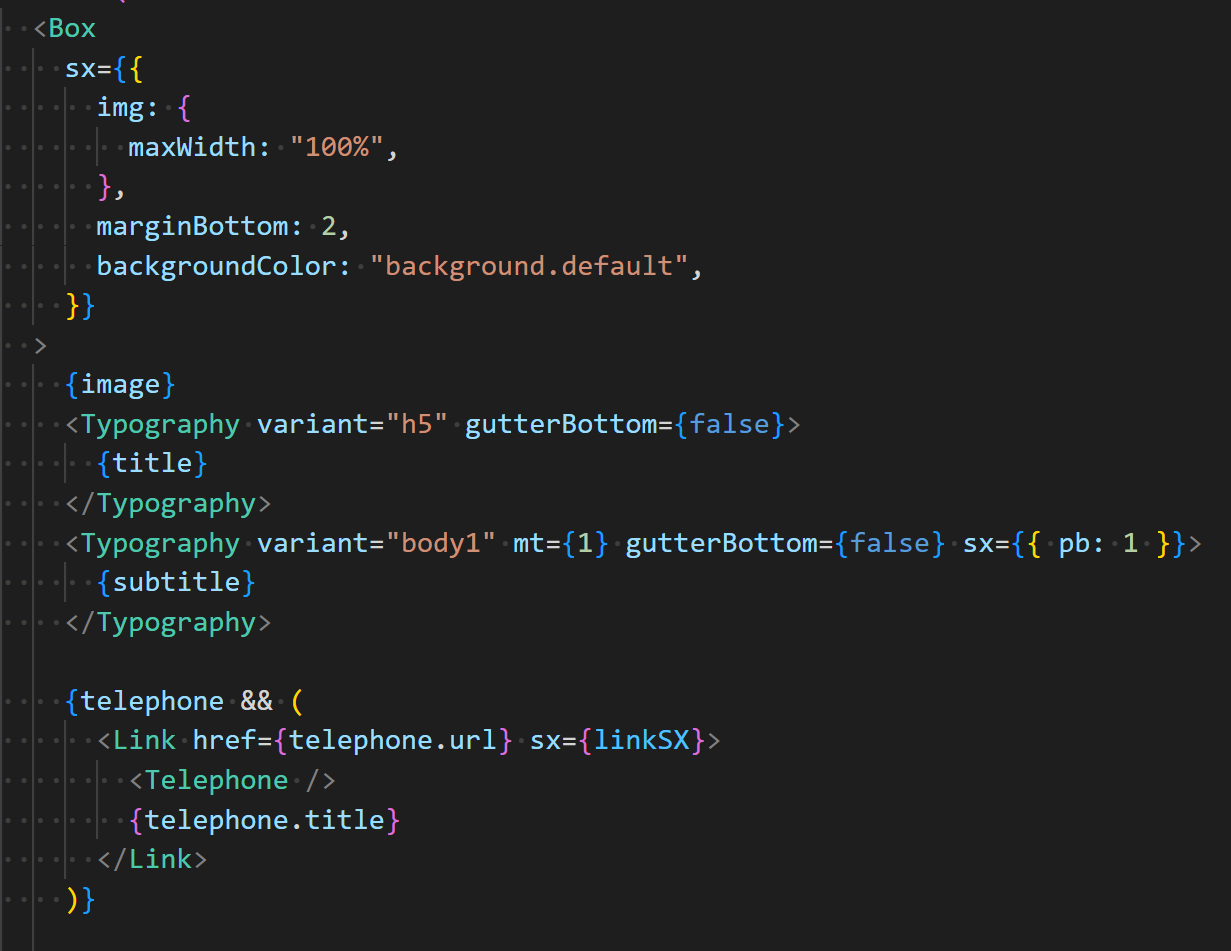 <Box
sx={{
img: {
maxWidth: "100%",
},
marginBottom: 2,
backgroundColor: "background.default",
}}
>
{image}
<Typography variant="h5" gutterBottom={false}>
{title}
</Typography>
<Typography variant="body1" mt={1} gutterBottom={false} sx={{ pb: 1 }}>
{subtitle}
</Typography>
{telephone && (
<Link href={telephone.url} sx={linkSX}>
<Telephone />
{telephone.title}
</Link>
)}